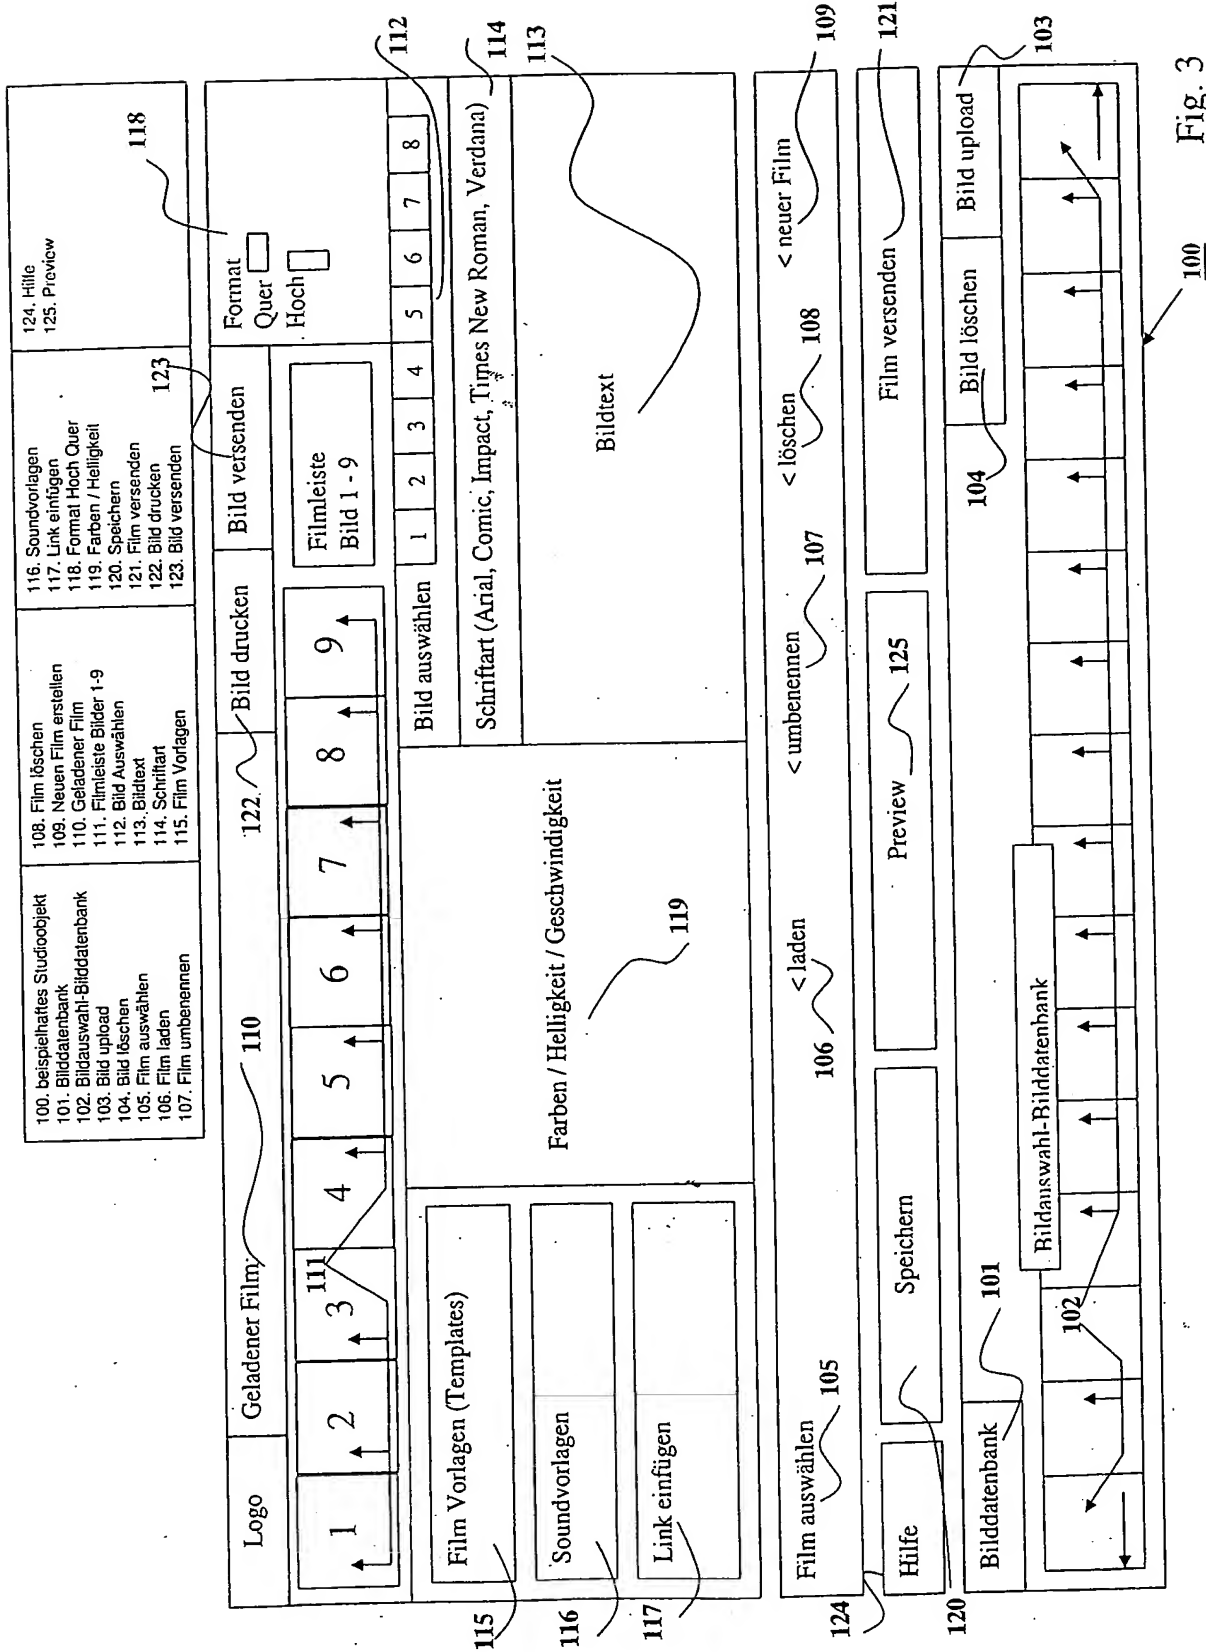 100. beispielhaftes Studioobjekt
101. Bilddatenbank
102. Bildauswahl-Bilddatenbank
103. Bild upload
104. Bild löschen
105. Film auswählen
106. Film laden
107. Film umbenennen
108. Film löschen
109. Neuen Film erstellen
110. Geladener Film
111. Filmleiste Bilder 1-9
112. Bild Auswählen
113. Bildtext
114. Schriftart
115. Film Vorlagen
116. Soundvorlagen
117. Link einfügen
118. Format Hoch Quer
119. Farben / Helligkeit
120. Speichern
121. Film versenden
122. Bild drucken
123. Bild versenden
124. Hilfe
125. Preview
110
122
123
118
Logo
Geladener Film:
Bild drucken
Bild versenden
Format
Quer
Hoch
1
2
3
4
5
6
7
8
9
111
Filmleiste
Bild 1 - 9
112
Bild auswählen
1
2
3
4
5
6
7
8
Schriftart (Arial, Comic, Impact, Times New Roman, Verdana)
114
Film Vorlagen (Templates)
115
Soundvorlagen
116
Link einfügen
117
Farben / Helligkeit / Geschwindigkeit
119
Bildtext
113
Film auswählen
105
< laden
106
< umbenennen
107
< löschen
108
< neuer Film
109
124
Hilfe
Speichern
120
Preview
125
Film versenden
121
Bilddatenbank
101
Bild löschen
104
Bild upload
103
Bildauswahl-Bilddatenbank
102
100
Fig. 3